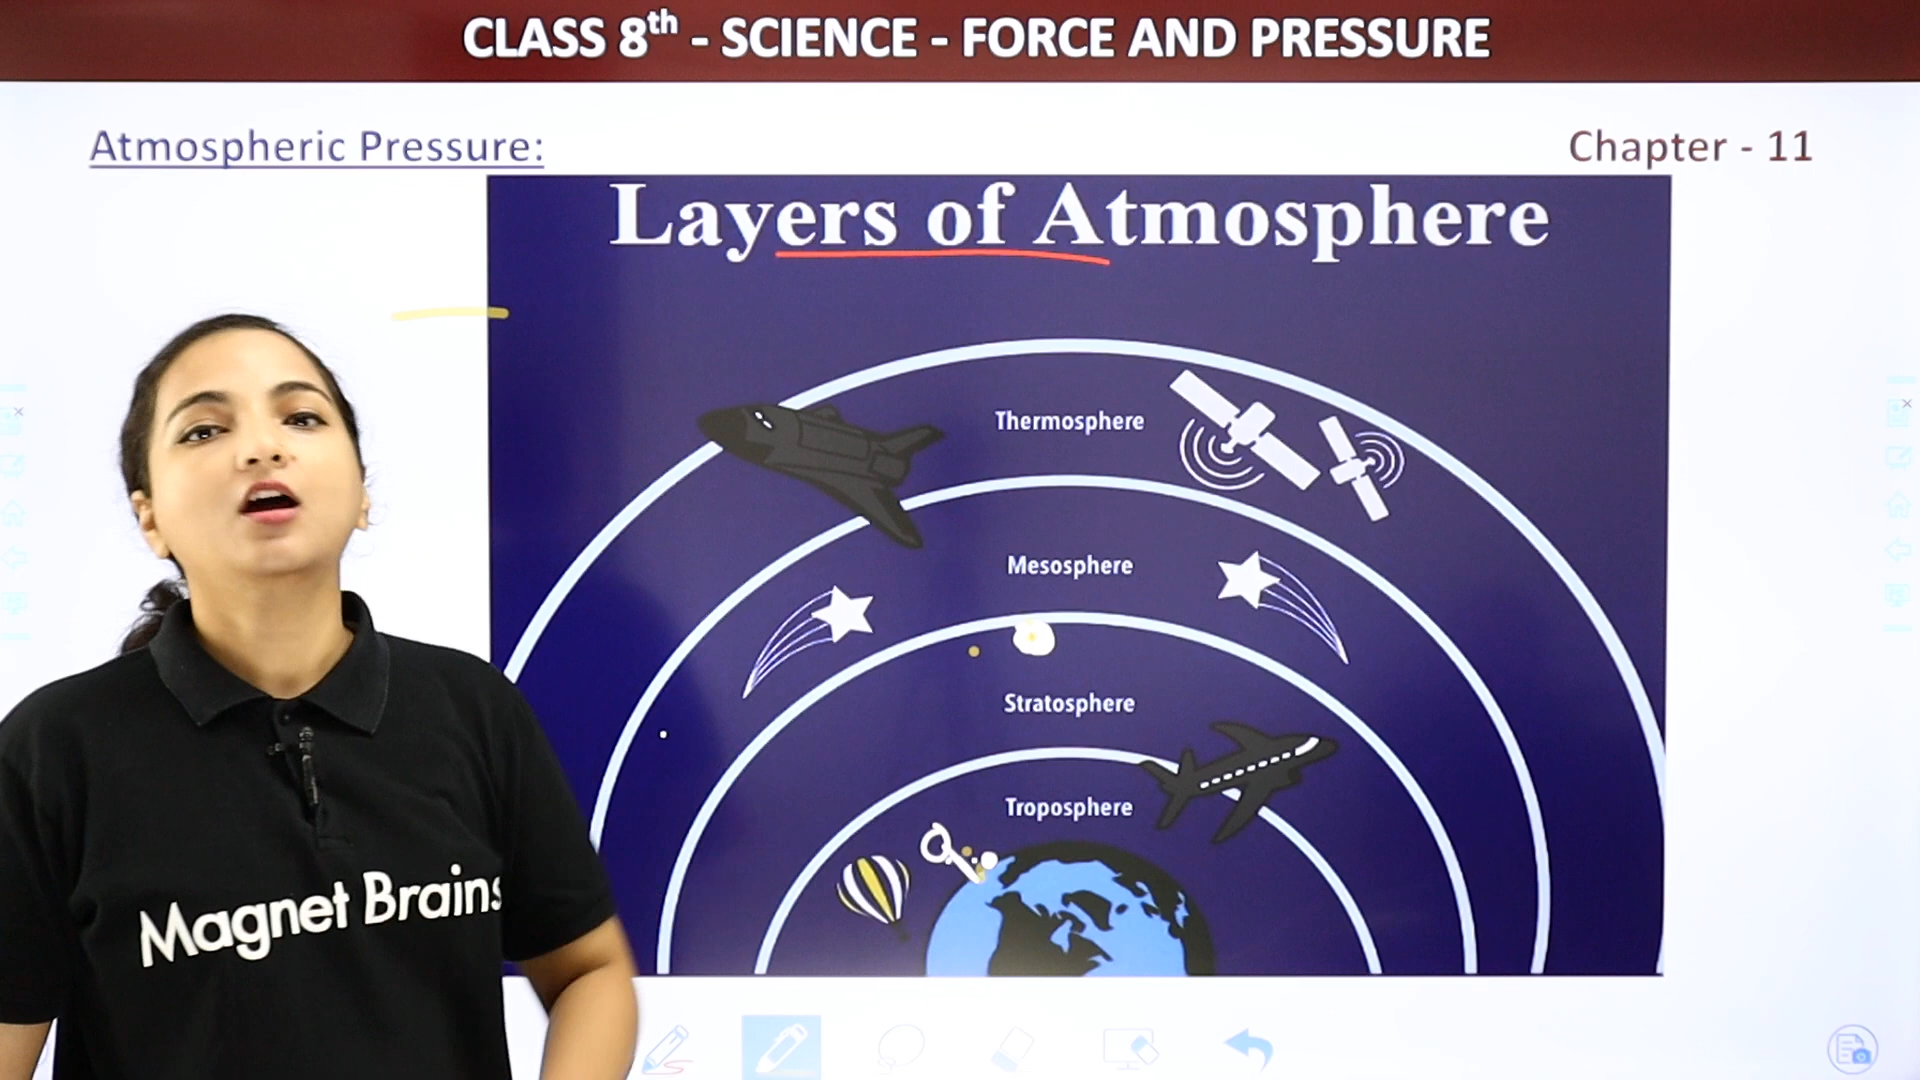 CLASS 8th - SCIENCE - FORCE AND PRESSURE
Atmospheric Pressure:
Chapter - 11
Layers of Atmosphere
Thermosphere
Mesosphere
Stratosphere
Troposphere
Magnet Brains